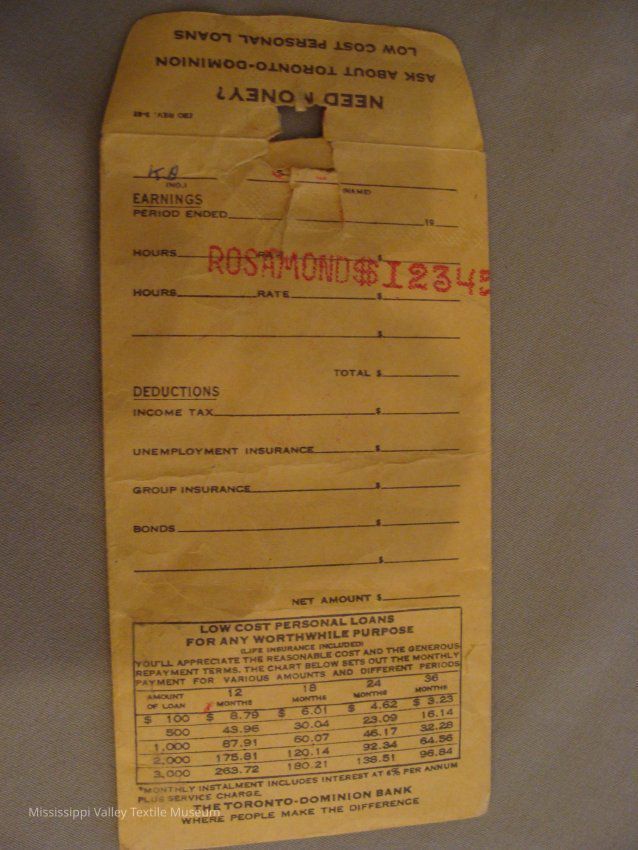 NEED MONEY?
ASK ABOUT TORONTO-DOMINION
LOW COST PERSONAL LOANS
(NO.) (NAME)
EARNINGS
PERIOD ENDED 19
HOURS $
ROSAMOND$$12345
HOURS RATE $
$
TOTAL $
DEDUCTIONS
INCOME TAX $
UNEMPLOYMENT INSURANCE $
GROUP INSURANCE $
BONDS $
$
NET AMOUNT $
LOW COST PERSONAL LOANS
FOR ANY WORTHWHILE PURPOSE
(LIFE INSURANCE INCLUDED)
YOU'LL APPRECIATE THE REASONABLE COST AND THE GENEROUS
REPAYMENT TERMS. THE CHART BELOW SETS OUT THE MONTHLY
PAYMENT FOR VARIOUS AMOUNTS AND DIFFERENT PERIODS
AMOUNT OF LOAN 12 MONTHS 18 MONTHS 24 MONTHS 36 MONTHS
$ 100 $ 8.79 $ 6.01 $ 4.62 $ 3.23
500 43.96 30.04 23.09 16.14
1,000 87.91 60.07 46.17 32.28
2,000 175.81 120.14 92.34 64.56
3,000 263.72 180.21 138.51 96.84
*MONTHLY INSTALMENT INCLUDES INTEREST AT 6% PER ANNUM
PLUS SERVICE CHARGE.
THE TORONTO-DOMINION BANK
WHERE PEOPLE MAKE THE DIFFERENCE
Mississippi Valley Textile Museum